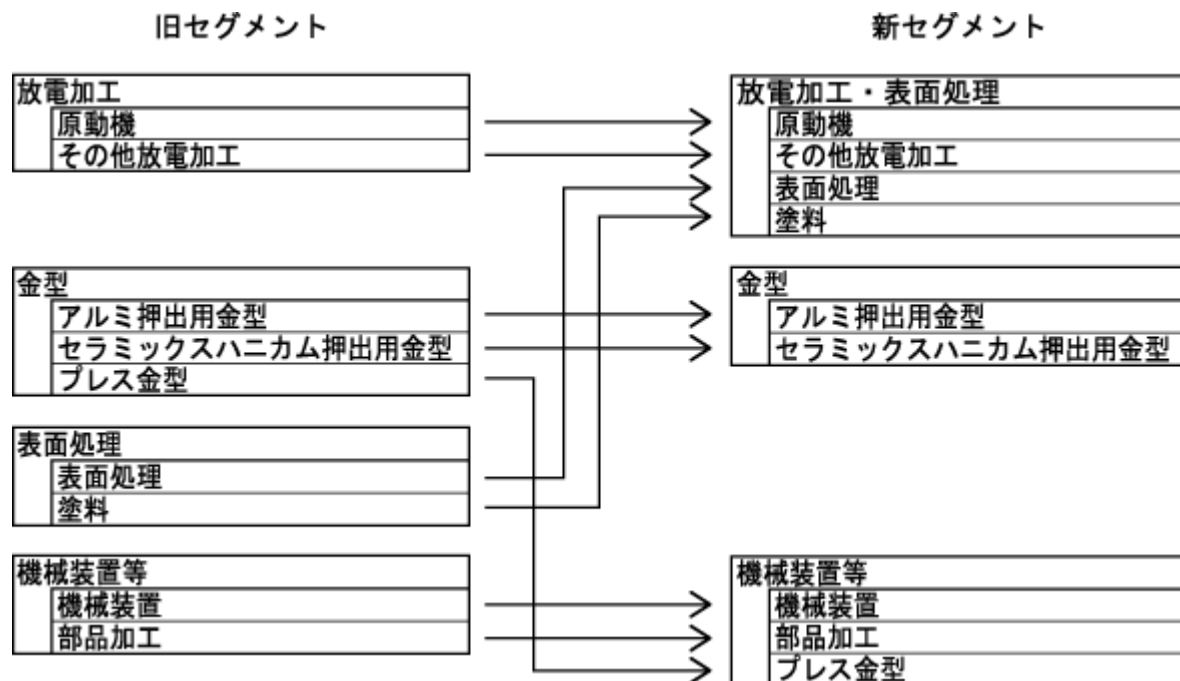 旧セグメント
放電加工
原動機
その他放電加工
金型
アルミ押出用金型
セラミックスハニカム押出用金型
プレス金型
表面処理
表面処理
塗料
機械装置等
機械装置
部品加工
新セグメント
放電加工・表面処理
原動機
その他放電加工
表面処理
塗料
金型
アルミ押出用金型
セラミックスハニカム押出用金型
機械装置等
機械装置
部品加工
プレス金型